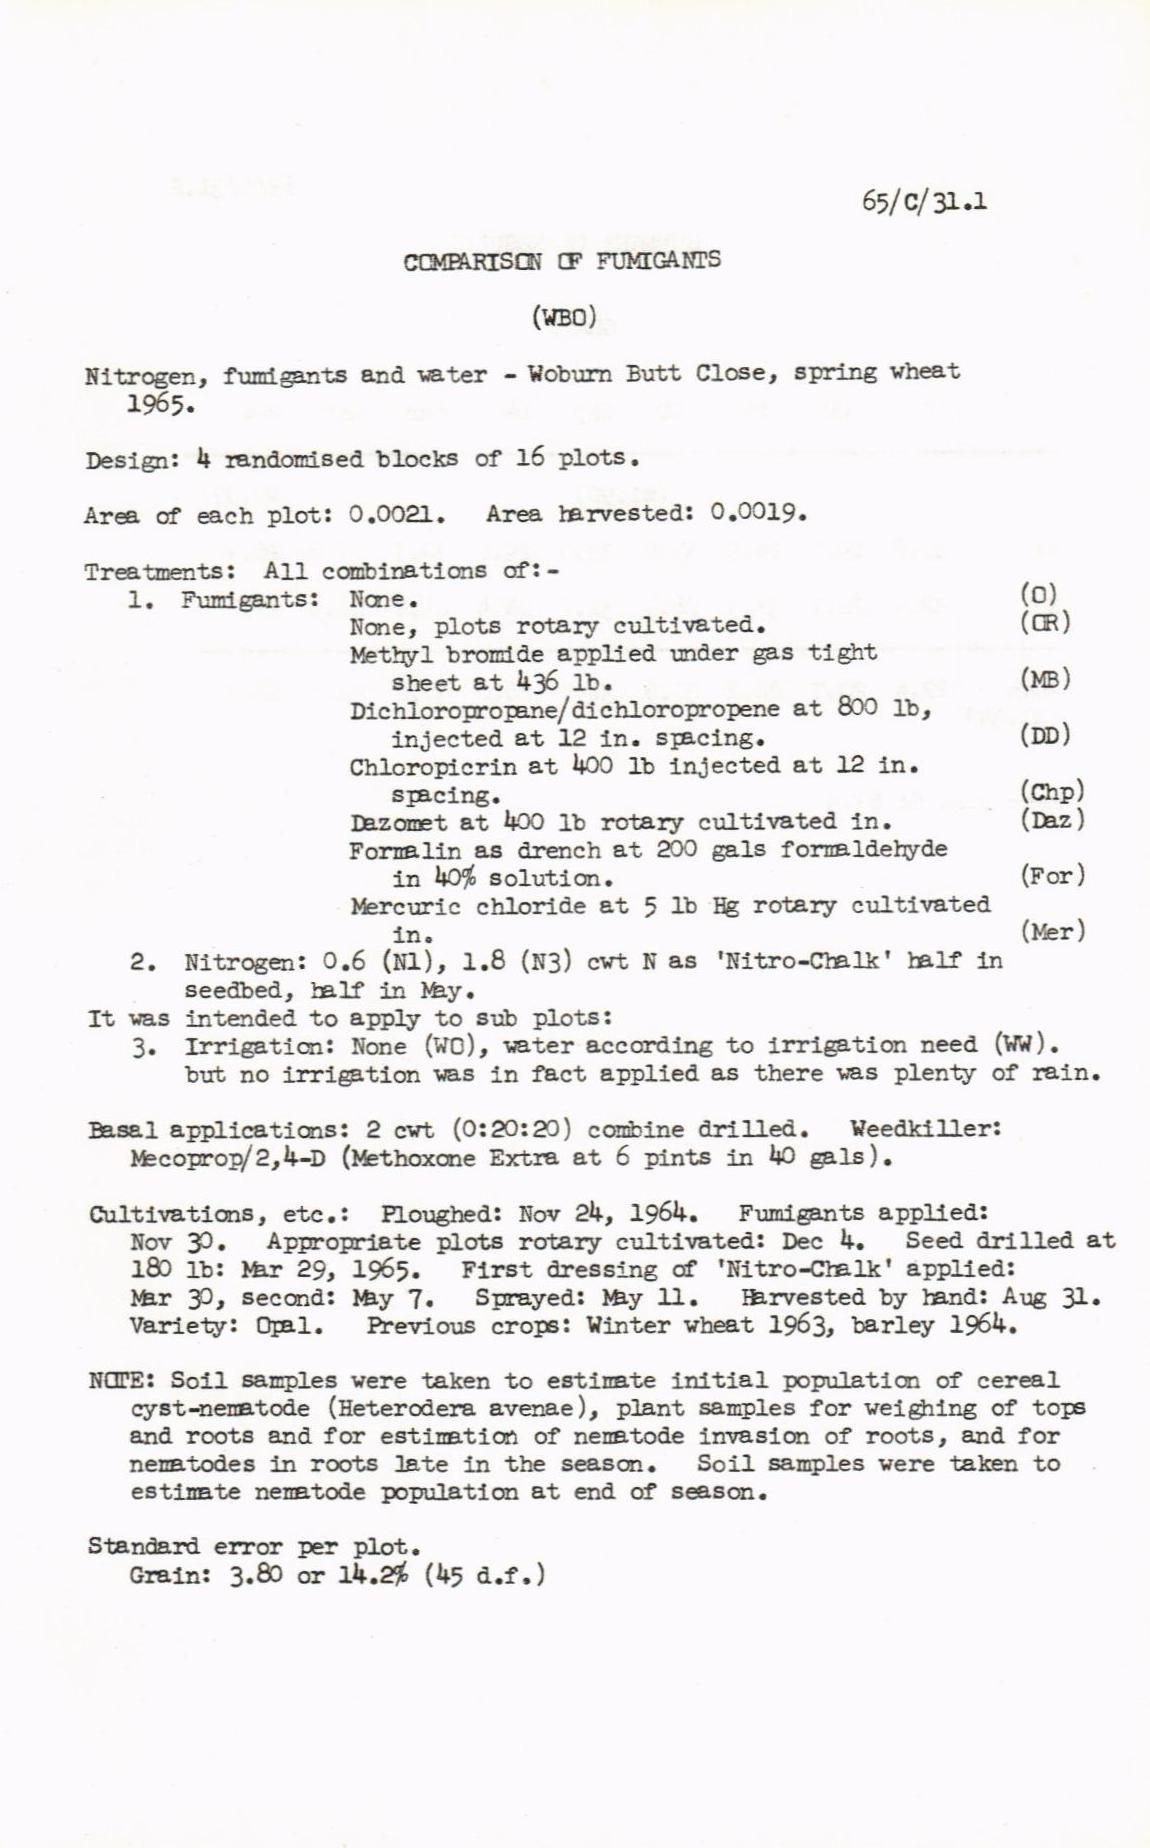 65/C/31.1
COMPARISON OF FUMIGANTS
(WBO)
Nitrogen, fumigants and water - Woburn Butt Close, spring wheat
1965.
Design: 4 randomised blocks of 16 plots.
Area of each plot: 0.0021. Area harvested: 0.0019.
Treatments: All combinations of:-
1. Fumigants: None. (O)
None, plots rotary cultivated. (OR)
Methyl bromide applied under gas tight
sheet at 436 lb. (MB)
Dichloropropane/dichloropropene at 800 lb,
injected at 12 in. spacing. (DD)
Chloropicrin at 400 lb injected at 12 in.
spacing. (Chp)
Dazomet at 400 lb rotary cultivated in. (Daz)
Formalin as drench at 200 gals formaldehyde
in 40% solution. (For)
Mercuric chloride at 5 lb Hg rotary cultivated
in. (Mer)
2. Nitrogen: 0.6 (N1), 1.8 (N3) cwt N as 'Nitro-Chalk' half in
seedbed, half in May.
It was intended to apply to sub plots:
3. Irrigation: None (WO), water according to irrigation need (WW).
but no irrigation was in fact applied as there was plenty of rain.
Basal applications: 2 cwt (0:20:20) combine drilled. Weedkiller:
Mecoprop/2,4-D (Methoxone Extra at 6 pints in 40 gals).
Cultivations, etc.: Ploughed: Nov 24, 1964. Fumigants applied:
Nov 30. Appropriate plots rotary cultivated: Dec 4. Seed drilled at
180 lb: Mar 29, 1965. First dressing of 'Nitro-Chalk' applied:
Mar 30, second: May 7. Sprayed: May 11. Harvested by hand: Aug 31.
Variety: Opal. Previous crops: Winter wheat 1963, barley 1964.
NOTE: Soil samples were taken to estimate initial population of cereal
cyst-nematode (Heterodera avenae), plant samples for weighing of tops
and roots and for estimation of nematode invasion of roots, and for
nematodes in roots late in the season. Soil samples were taken to
estimate nematode population at end of season.
Standard error per plot.
Grain: 3.80 or 14.2% (45 d.f.)